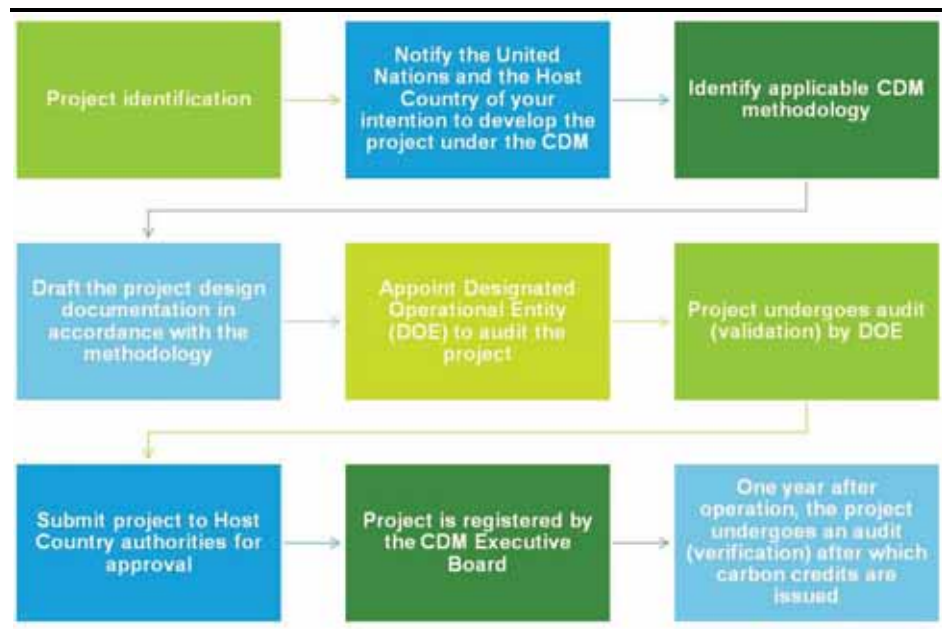 Project identification
Notify the United
Nations and the Host
Country of your
intention to develop the
project under the CDM
Identify applicable CDM
methodology
Draft the project design
documentation in
accordance with the
methodology
Appoint Designated
Operational Entity
(DOE) to audit the
project
Project undergoes audit
(validation) by DOE
Submit project to Host
Country authorities for
approval
Project is registered by
the CDM Executive
Board
One year after
operation, the project
undergoes an audit
(verification) after which
carbon credits are
issued